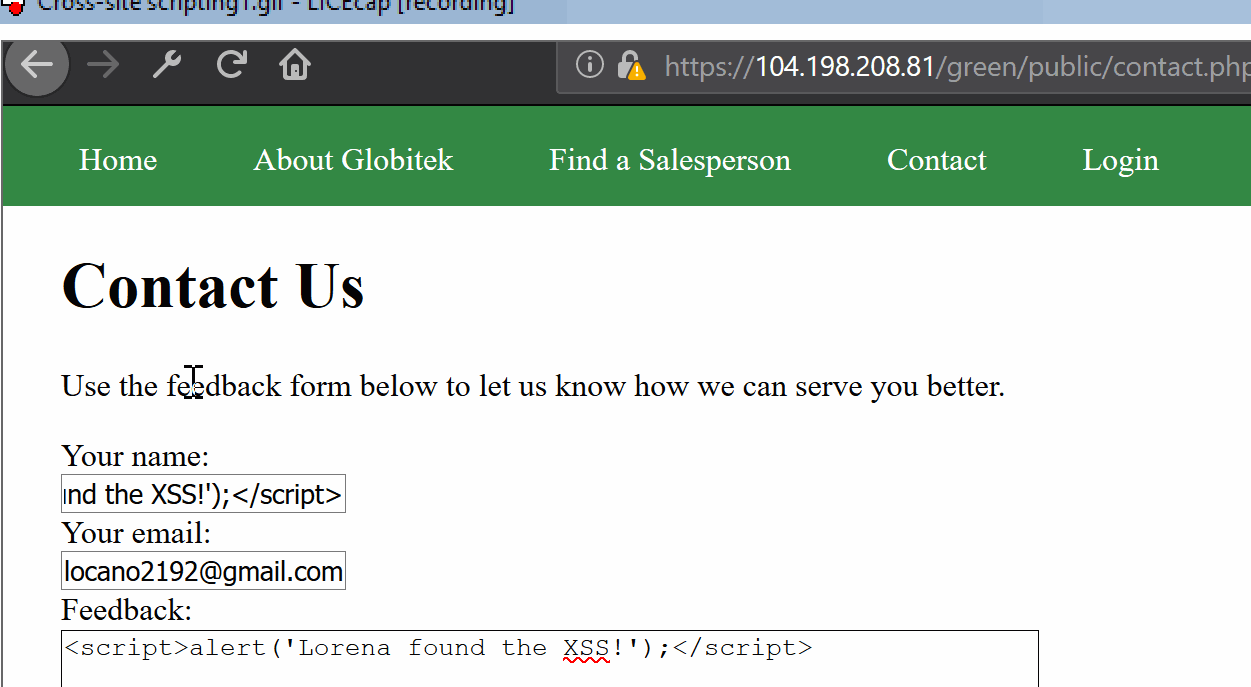 Cross-site scripting1.gif - LICEcap [recording]
https://104.198.208.81/green/public/contact.php
Home About Globitek Find a Salesperson Contact Login
Contact Us
Use the feedback form below to let us know how we can serve you better.
Your name:
und the XSS!');</script>
Your email:
locano2192@gmail.com
Feedback:
<script>alert('Lorena found the XSS!');</script>